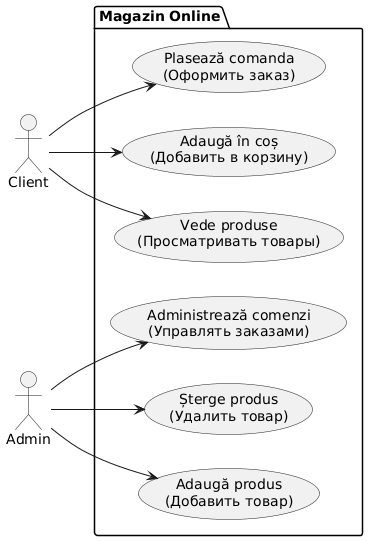 Magazin Online
Plasează comanda
(Оформить заказ)
Adaugă în coș
(Добавить в корзину)
Client
Vede produse
(Просматривать товары)
Administrează comenzi
(Управлять заказами)
Șterge produs
(Удалить товар)
Admin
Adaugă produs
(Добавить товар)